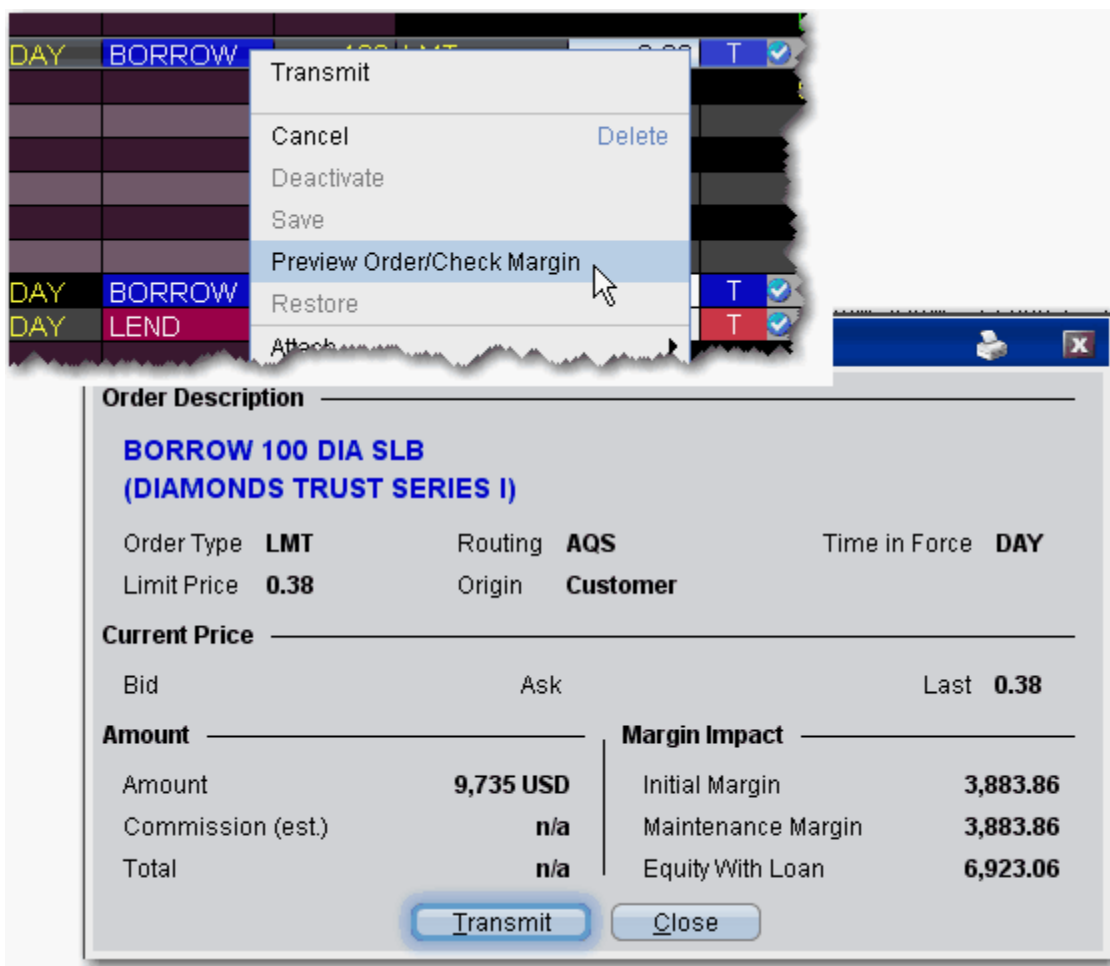 DAY BORROW T
Transmit
Cancel Delete
Deactivate
Save
Preview Order/Check Margin
DAY BORROW T
Restore
DAY LEND T
Attach
Order Description
BORROW 100 DIA SLB
(DIAMONDS TRUST SERIES I)
Order Type LMT Routing AQS Time in Force DAY
Limit Price 0.38 Origin Customer
Current Price
Bid Ask Last 0.38
Amount Margin Impact
Amount 9,735 USD Initial Margin 3,883.86
Commission (est.) n/a Maintenance Margin 3,883.86
Total n/a Equity With Loan 6,923.06
Transmit Close